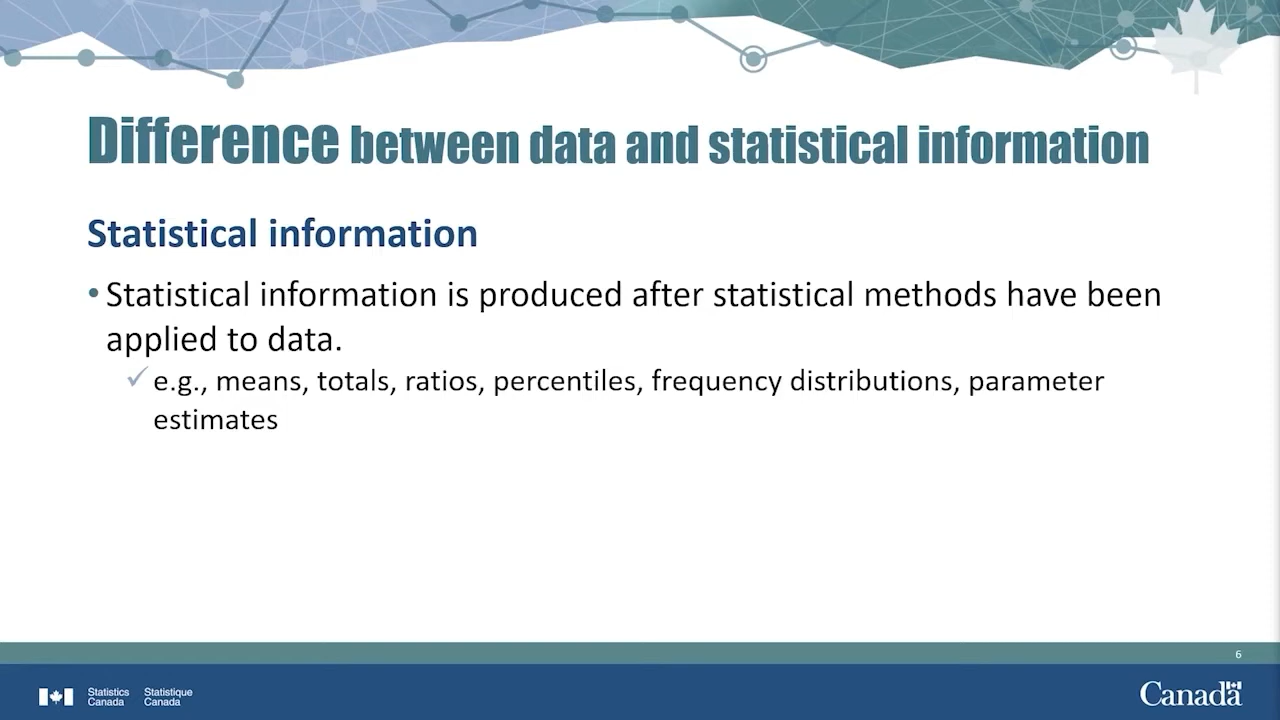 Difference between data and statistical information
Statistical information
• Statistical information is produced after statistical methods have been
applied to data.
✓ e.g., means, totals, ratios, percentiles, frequency distributions, parameter
estimates
6
Statistics Statistique
Canada Canada
Canada